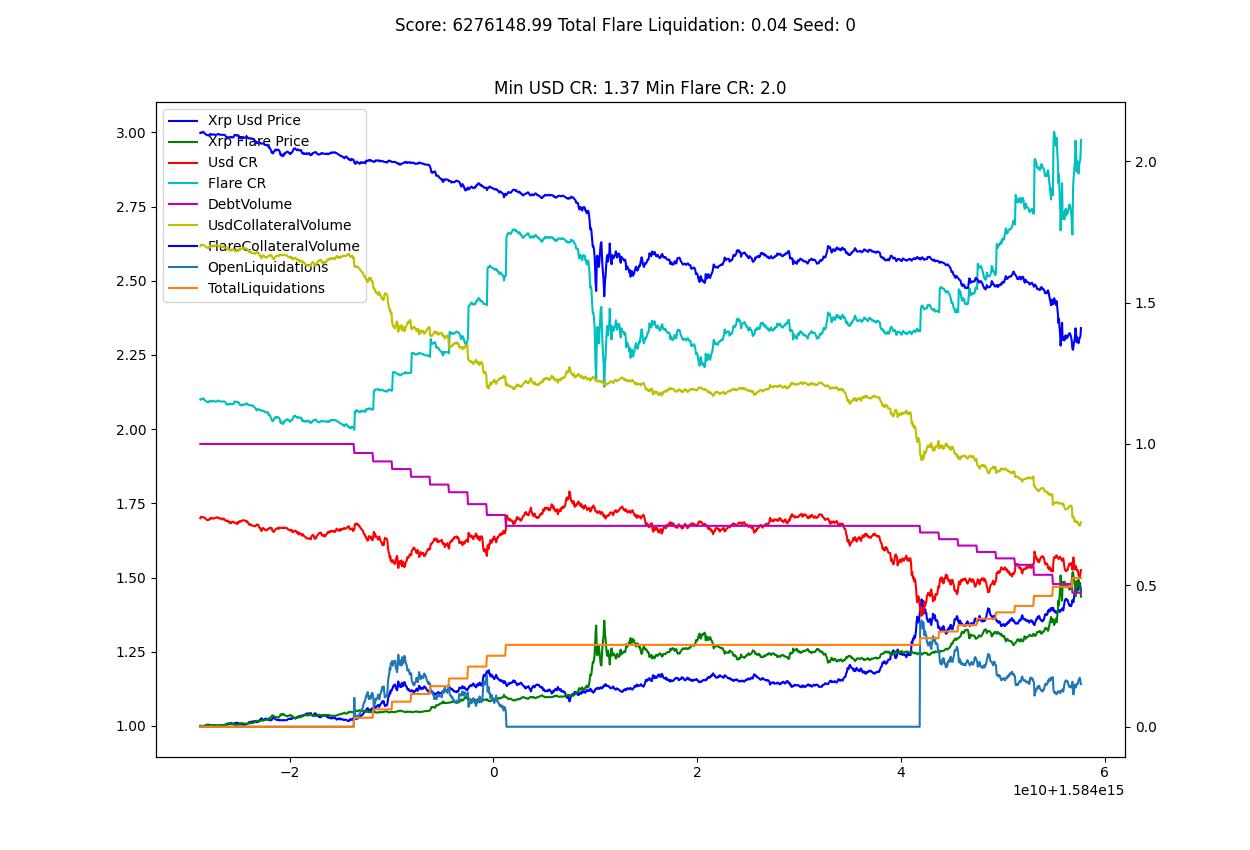 Score: 6276148.99 Total Flare Liquidation: 0.04 Seed: 0
Min USD CR: 1.37 Min Flare CR: 2.0
Xrp Usd Price
Xrp Flare Price
Usd CR
Flare CR
DebtVolume
UsdCollateralVolume
FlareCollateralVolume
OpenLiquidations
TotalLiquidations
3.00
2.75
2.50
2.25
2.00
1.75
1.50
1.25
1.00
2.0
1.5
1.0
0.5
0.0
−2 0 2 4 6
1e10+1.584e15